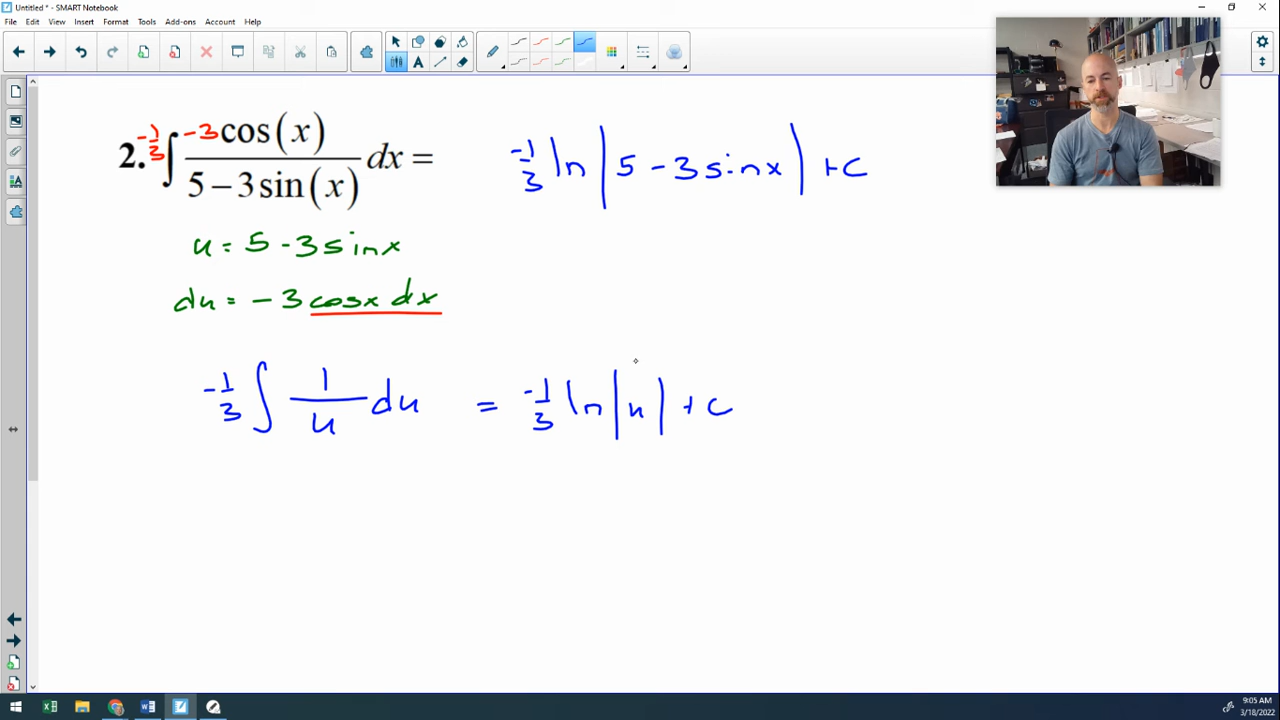 Untitled * - SMART Notebook
File Edit View Insert Format Tools Add-ons Account Help
2. -1/3 ∫ -3cos(x) / 5-3sin(x) dx = -1/3 ln|5-3sinx| +c
u = 5-3sinx
du = -3cosx dx
-1/3 ∫ 1/u du = -1/3 ln|u| +c
9:05 AM
3/18/2022